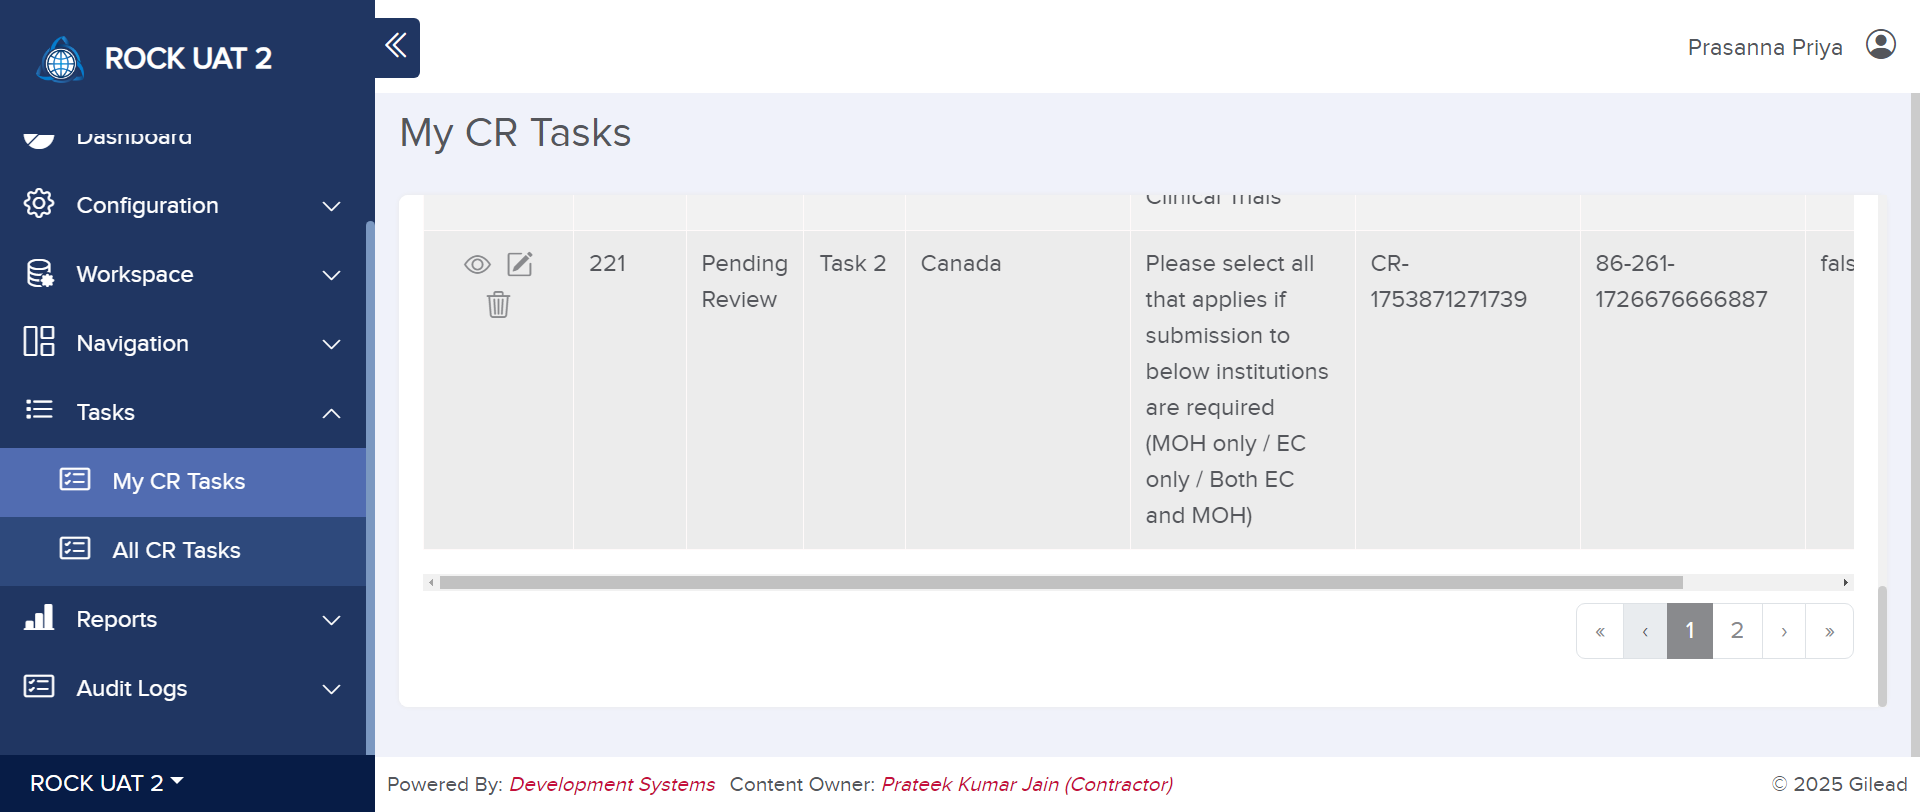 ROCK UAT 2
Prasanna Priya
Dashboard
Configuration
Workspace
Navigation
Tasks
My CR Tasks
All CR Tasks
Reports
Audit Logs
ROCK UAT 2
My CR Tasks
Clinical Trials
221
Pending
Review
Task 2
Canada
Please select all
that applies if
submission to
below institutions
are required
(MOH only / EC
only / Both EC
and MOH)
CR-
1753871271739
86-261-
1726676666887
fals
« ‹ 1 2 › »
Powered By: Development Systems Content Owner: Prateek Kumar Jain (Contractor)
© 2025 Gilead